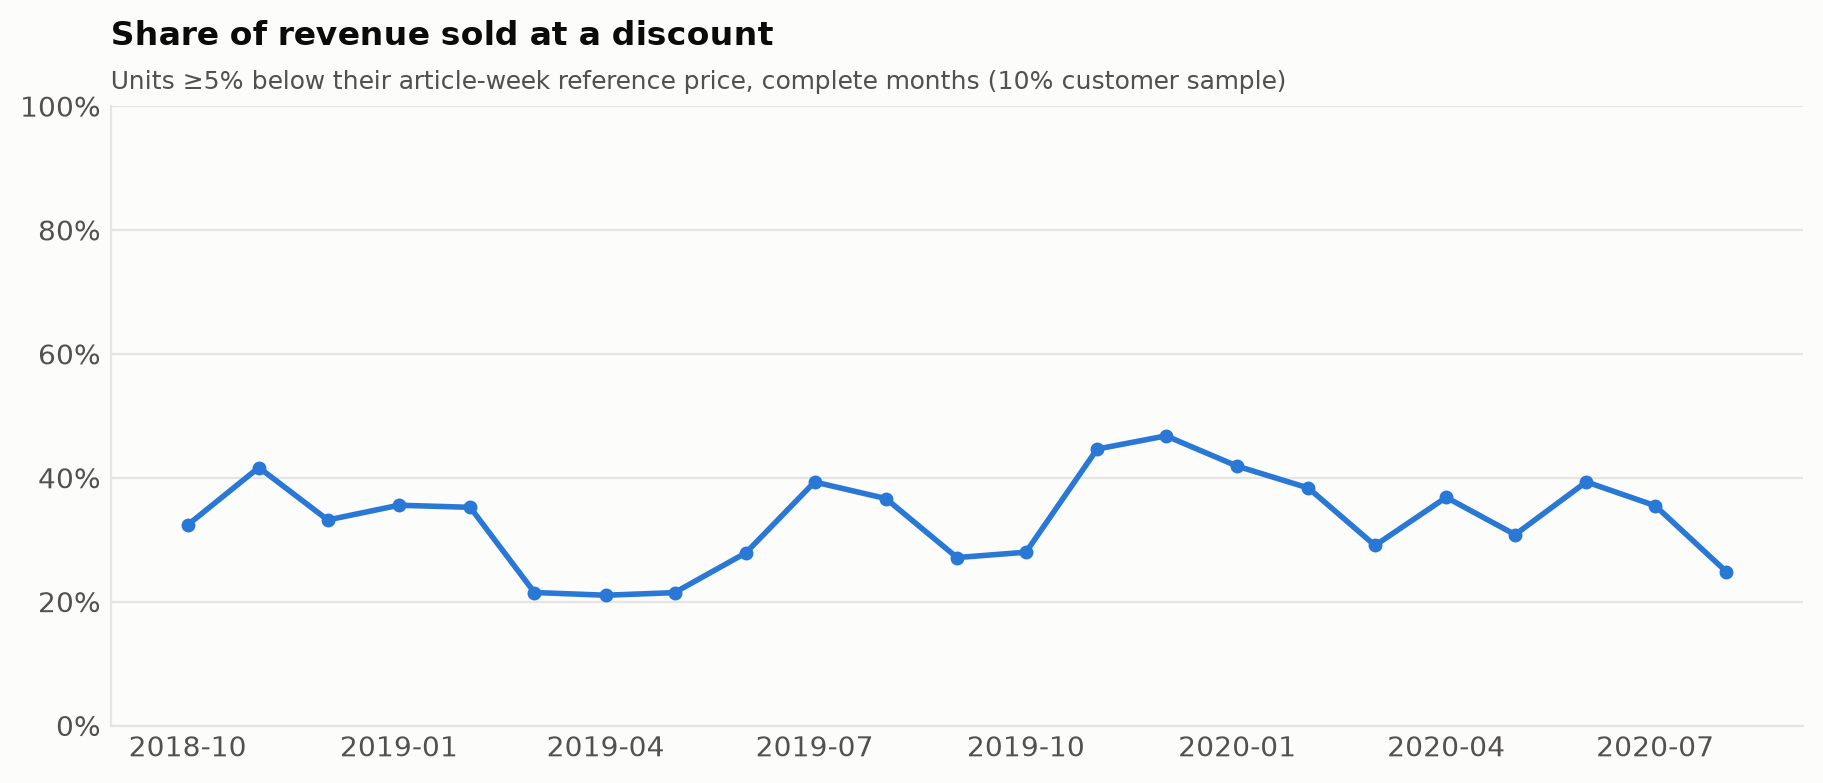 Share of revenue sold at a discount
Units ≥5% below their article-week reference price, complete months (10% customer sample)
100%
80%
60%
40%
20%
0%
2018-10 2019-01 2019-04 2019-07 2019-10 2020-01 2020-04 2020-07